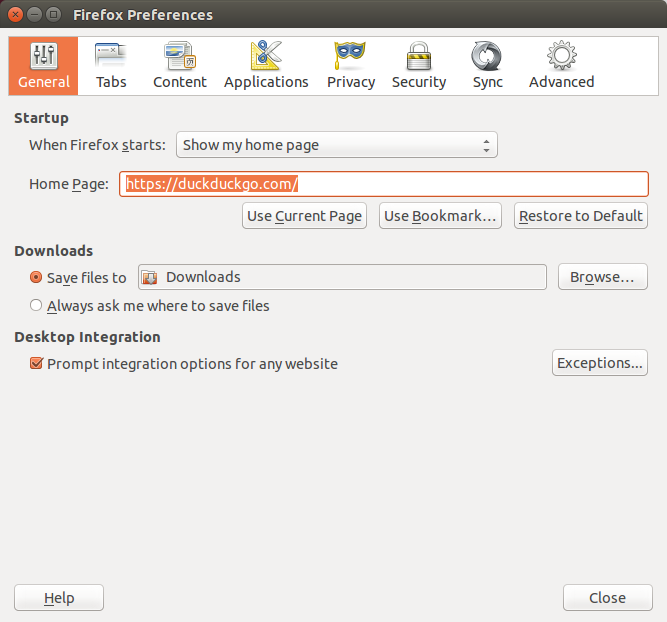 Firefox Preferences
General Tabs Content Applications Privacy Security Sync Advanced
Startup
When Firefox starts: Show my home page
Home Page: https://duckduckgo.com/
Use Current Page Use Bookmark... Restore to Default
Downloads
Save files to Downloads Browse...
Always ask me where to save files
Desktop Integration
Prompt integration options for any website Exceptions...
Help Close